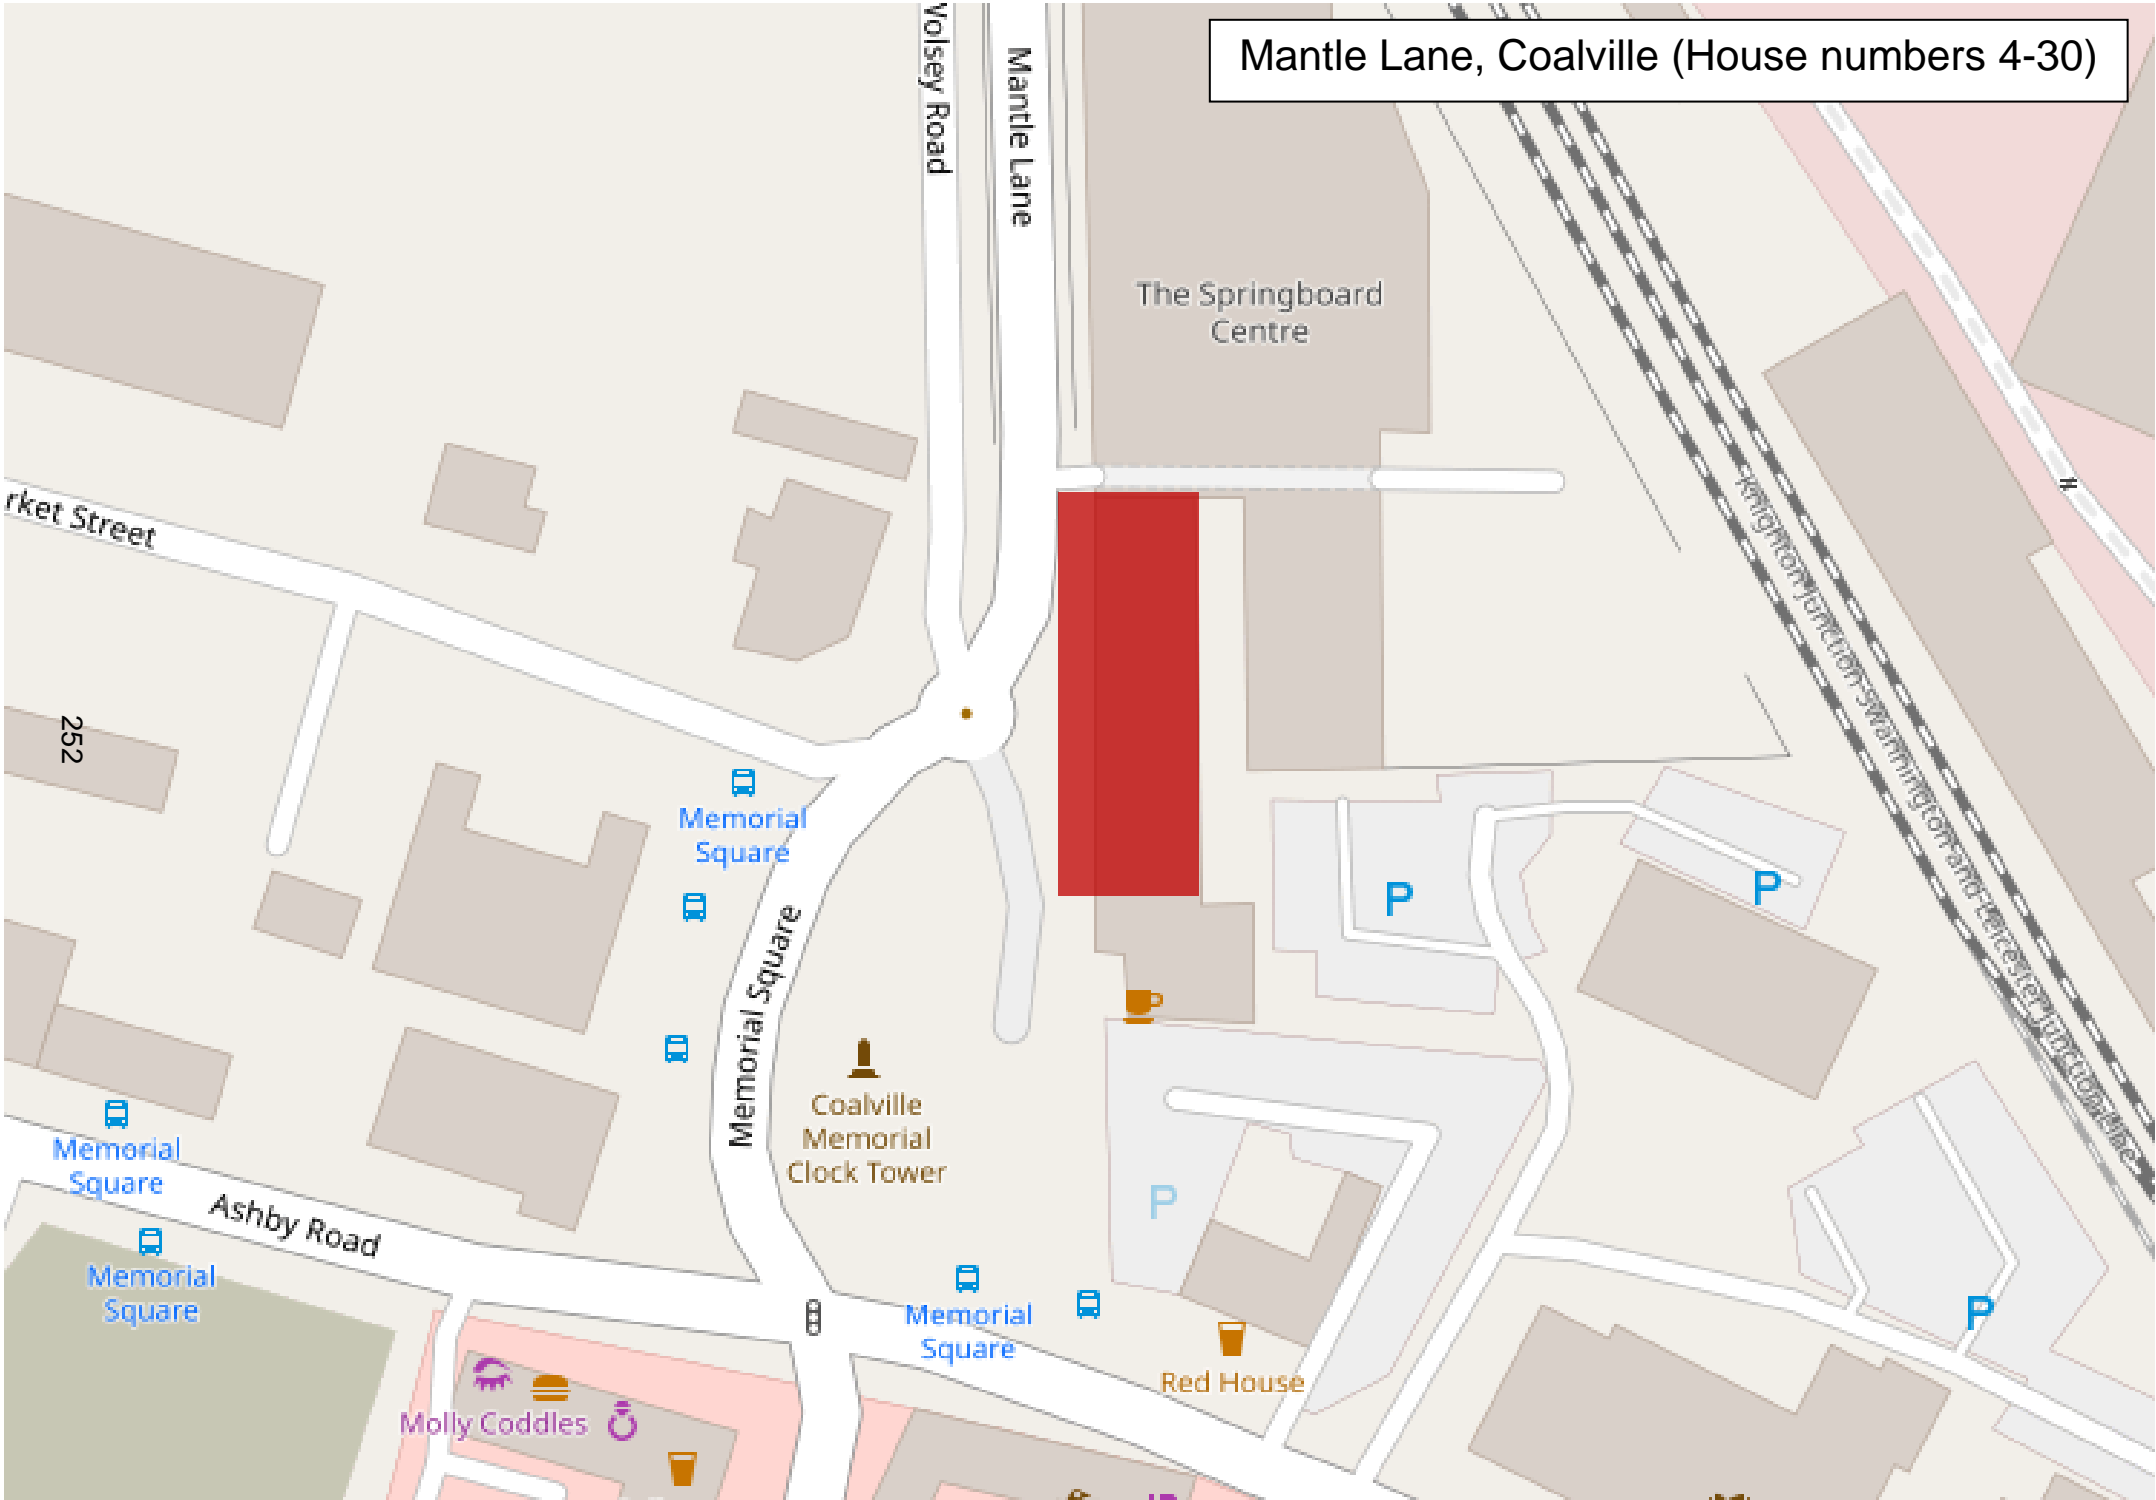 Mantle Lane, Coalville (House numbers 4-30)
Volsey Road
Mantle Lane
The Springboard
Centre
rket Street
252
Memorial
Square
Memorial Square
Coalville
Memorial
Clock Tower
Knighton Junction-Swannington and Leicester Junction line
P
P
P
P
Memorial
Square
Ashby Road
Memorial
Square
Memorial
Square
Red House
Molly Coddles